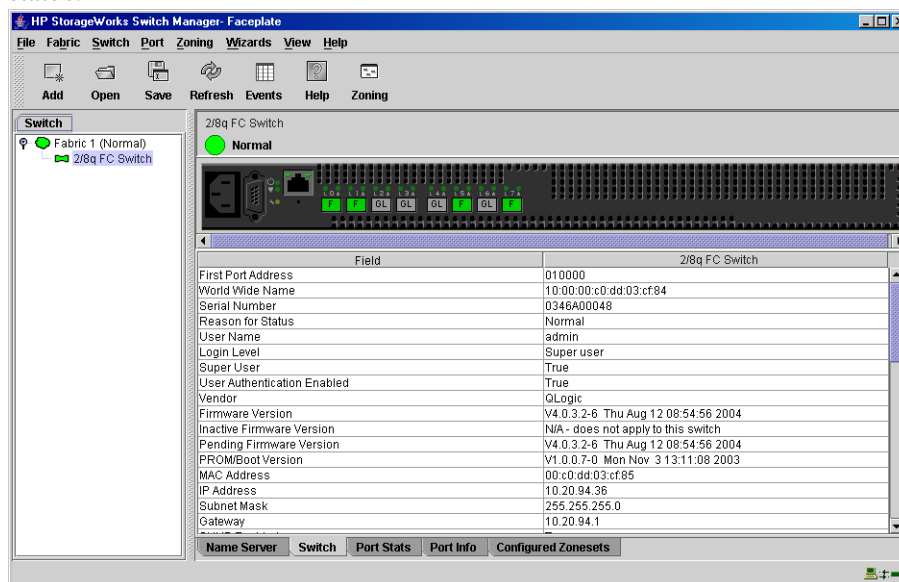 HP StorageWorks Switch Manager- Faceplate
File Fabric Switch Port Zoning Wizards View Help
Add Open Save Refresh Events Help Zoning
Switch
Fabric 1 (Normal)
2/8q FC Switch
2/8q FC Switch
Normal
L0 L1 L2 L3 L4 L5 L6 L7
F F GL GL GL F GL F
Field 2/8q FC Switch
First Port Address 010000
World Wide Name 10:00:00:c0:dd:03:cf:84
Serial Number 0346A00048
Reason for Status Normal
User Name admin
Login Level Super user
Super User True
User Authentication Enabled True
Vendor QLogic
Firmware Version V4.0.3.2-6 Thu Aug 12 08:54:56 2004
Inactive Firmware Version N/A - does not apply to this switch
Pending Firmware Version V4.0.3.2-6 Thu Aug 12 08:54:56 2004
PROM/Boot Version V1.0.0.7-0 Mon Nov 3 13:11:08 2003
MAC Address 00:c0:dd:03:cf:85
IP Address 10.20.94.36
Subnet Mask 255.255.255.0
Gateway 10.20.94.1
Name Server Switch Port Stats Port Info Configured Zonesets